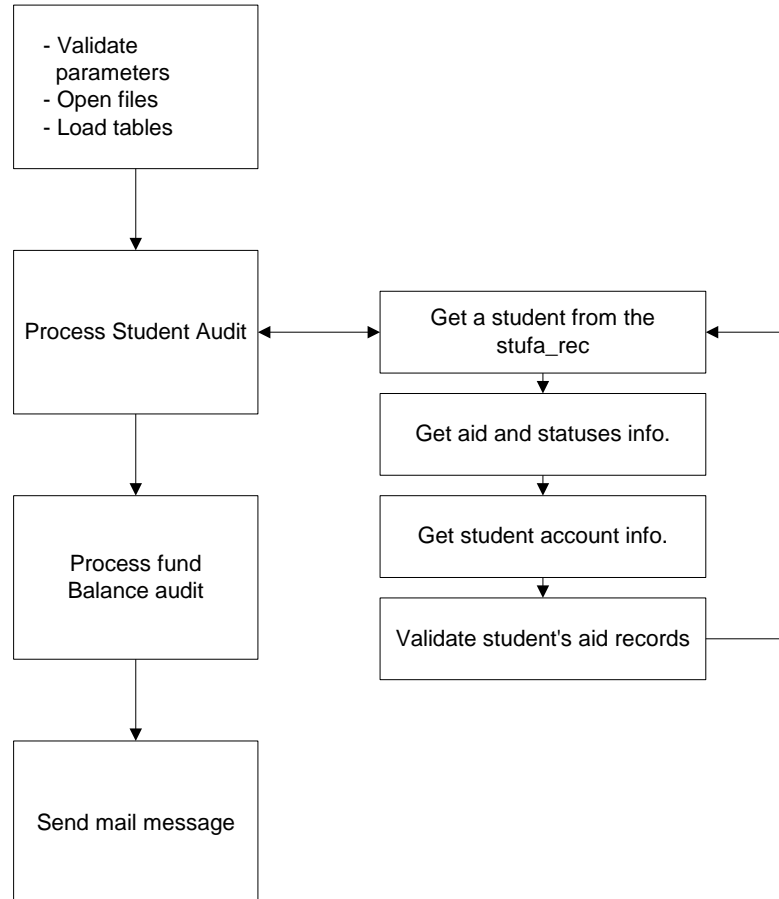 - Validate
parameters
- Open files
- Load tables
Process Student Audit
Get a student from the
stufa_rec
Get aid and statuses info.
Get student account info.
Validate student's aid records
Process fund
Balance audit
Send mail message